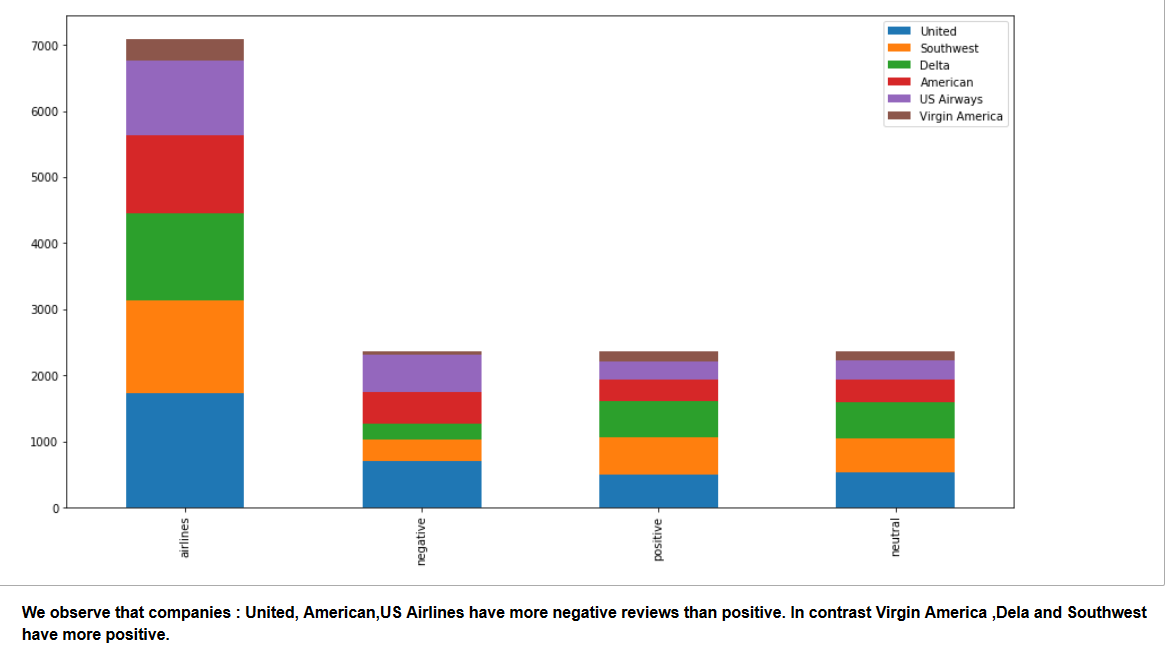 7000
6000
5000
4000
3000
2000
1000
0
United
Southwest
Delta
American
US Airways
Virgin America
airlines
negative
positive
neutral
We observe that companies : United, American,US Airlines have more negative reviews than positive. In contrast Virgin America ,Dela and Southwest
have more positive.